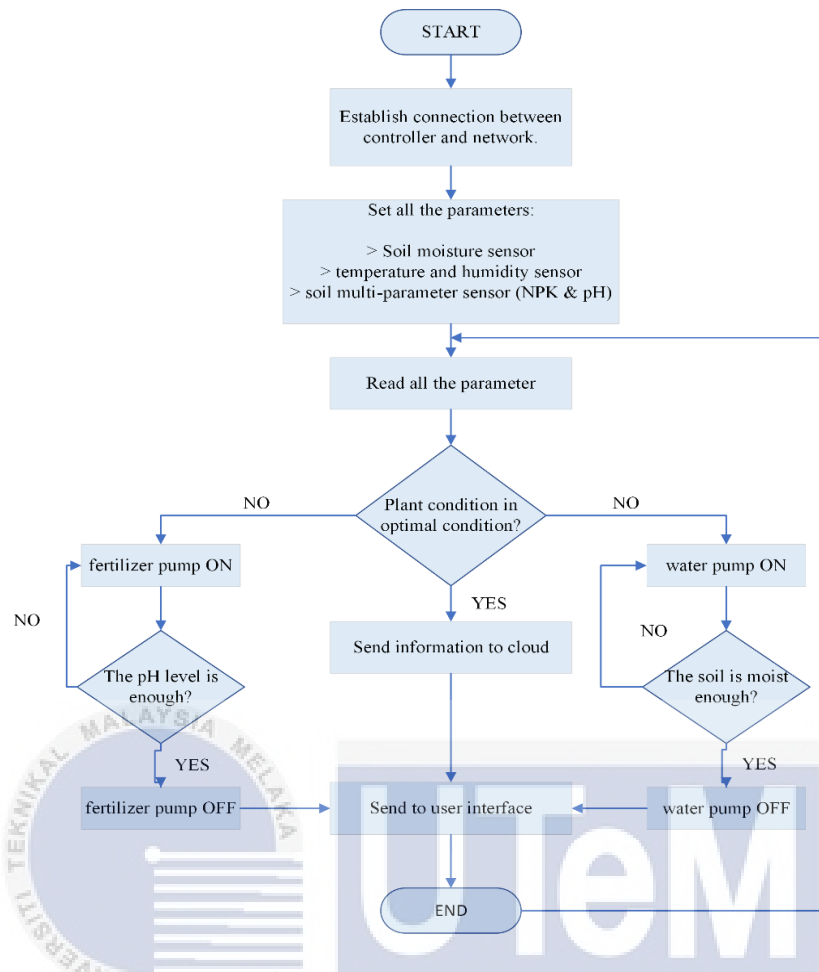 START
Establish connection between
controller and network.
Set all the parameters:
> Soil moisture sensor
> temperature and humidity sensor
> soil multi-parameter sensor (NPK & pH)
Read all the parameter
Plant condition in
optimal condition?
NO
NO
fertilizer pump ON
water pump ON
YES
NO
NO
Send information to cloud
The pH level is
enough?
The soil is moist
enough?
YES
YES
fertilizer pump OFF
Send to user interface
water pump OFF
END
TEKNIKAL MALAYSIA MELAKA
UTeM